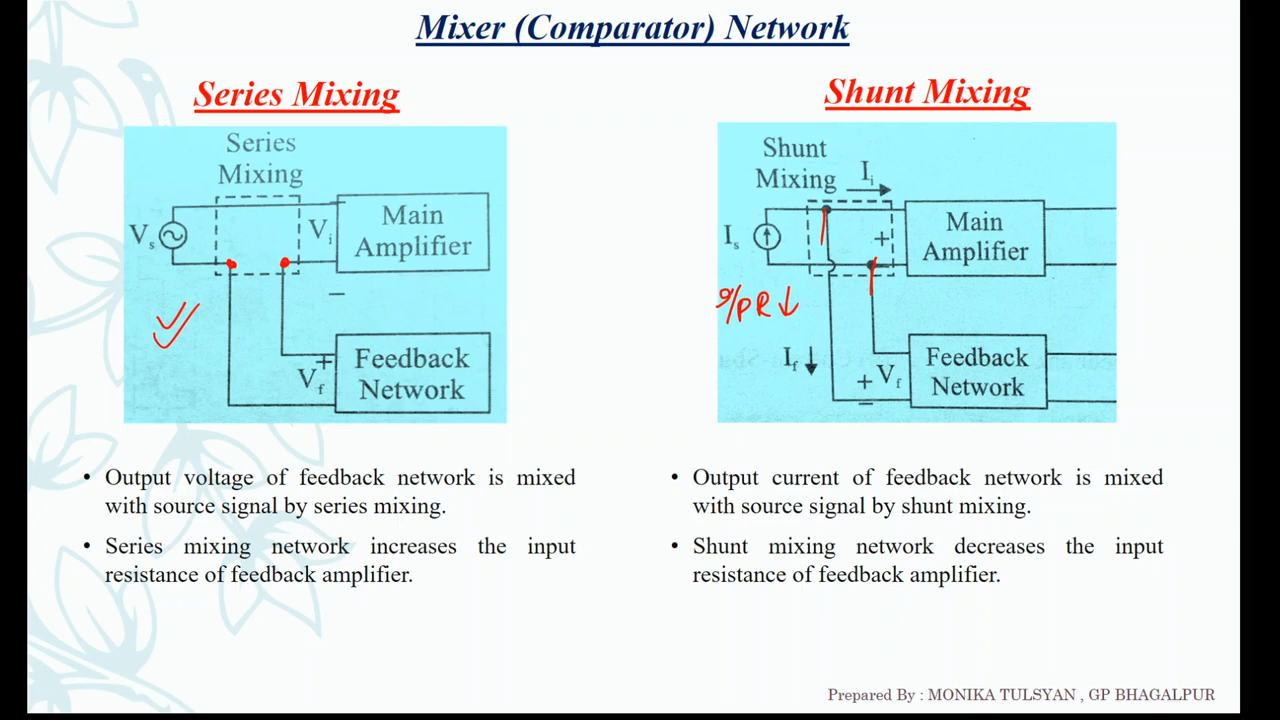 Mixer (Comparator) Network
Series Mixing
Series
Mixing
Vs
Vi
Main
Amplifier
+
Vf
Feedback
Network
• Output voltage of feedback network is mixed
with source signal by series mixing.
• Series mixing network increases the input
resistance of feedback amplifier.
Shunt Mixing
Shunt
Mixing
Ii
Is
+
Main
Amplifier
If
+ Vf
Feedback
Network
• Output current of feedback network is mixed
with source signal by shunt mixing.
• Shunt mixing network decreases the input
resistance of feedback amplifier.
Prepared By : MONIKA TULSYAN , GP BHAGALPUR